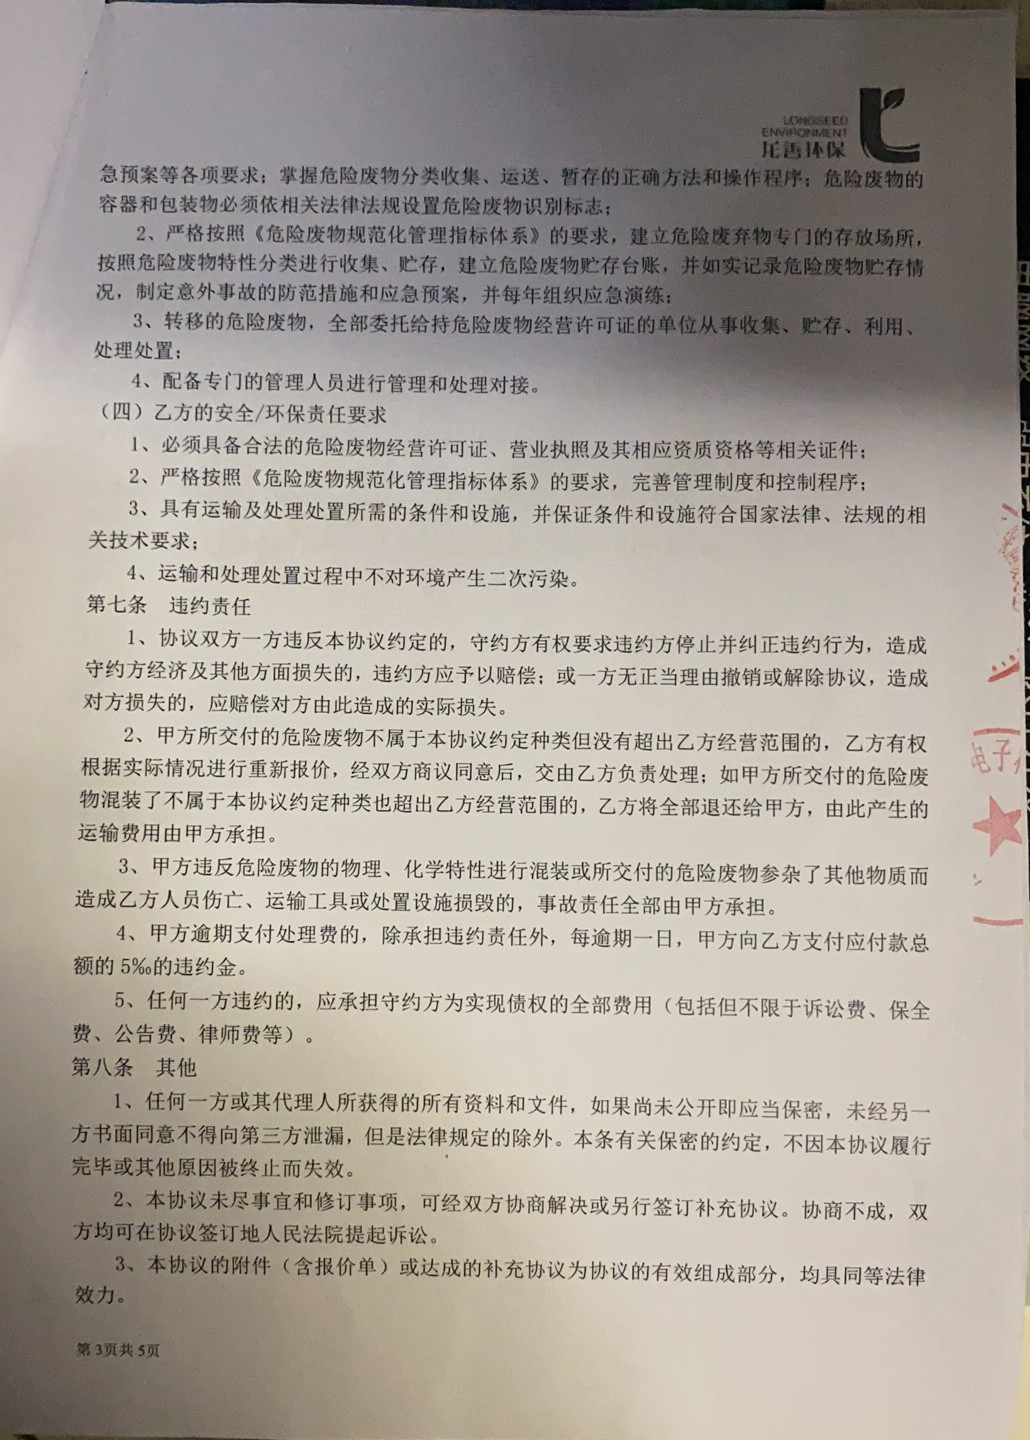 LONGSEED
ENVIRONMENT
龙善环保
急预案等各项要求；掌握危险废物分类收集、运送、暂存的正确方法和操作程序；危险废物的
容器和包装物必须依相关法律法规设置危险废物识别标志；
2、严格按照《危险废物规范化管理指标体系》的要求，建立危险废弃物专门的存放场所，
按照危险废物特性分类进行收集、贮存，建立危险废物贮存台账，并如实记录危险废物贮存情
况，制定意外事故的防范措施和应急预案，并每年组织应急演练；
3、转移的危险废物，全部委托给持危险废物经营许可证的单位从事收集、贮存、利用、
处理处置；
4、配备专门的管理人员进行管理和处理对接。
（四）乙方的安全/环保责任要求
1、必须具备合法的危险废物经营许可证、营业执照及其相应资质资格等相关证件；
2、严格按照《危险废物规范化管理指标体系》的要求，完善管理制度和控制程序；
3、具有运输及处理处置所需的条件和设施，并保证条件和设施符合国家法律、法规的相
关技术要求；
4、运输和处理处置过程中不对环境产生二次污染。
第七条　违约责任
1、协议双方一方违反本协议约定的，守约方有权要求违约方停止并纠正违约行为，造成
守约方经济及其他方面损失的，违约方应予以赔偿；或一方无正当理由撤销或解除协议，造成
对方损失的，应赔偿对方由此造成的实际损失。
2、甲方所交付的危险废物不属于本协议约定种类但没有超出乙方经营范围的，乙方有权
根据实际情况进行重新报价，经双方商议同意后，交由乙方负责处理；如甲方所交付的危险废
物混装了不属于本协议约定种类也超出乙方经营范围的，乙方将全部退还给甲方，由此产生的
运输费用由甲方承担。
3、甲方违反危险废物的物理、化学特性进行混装或所交付的危险废物参杂了其他物质而
造成乙方人员伤亡、运输工具或处置设施损毁的，事故责任全部由甲方承担。
4、甲方逾期支付处理费的，除承担违约责任外，每逾期一日，甲方向乙方支付应付款总
额的 5‰的违约金。
5、任何一方违约的，应承担守约方为实现债权的全部费用（包括但不限于诉讼费、保全
费、公告费、律师费等）。
第八条　其他
1、任何一方或其代理人所获得的所有资料和文件，如果尚未公开即应当保密，未经另一
方书面同意不得向第三方泄漏，但是法律规定的除外。本条有关保密的约定，不因本协议履行
完毕或其他原因被终止而失效。
2、本协议未尽事宜和修订事项，可经双方协商解决或另行签订补充协议。协商不成，双
方均可在协议签订地人民法院提起诉讼。
3、本协议的附件（含报价单）或达成的补充协议为协议的有效组成部分，均具同等法律
效力。
第 3页共 5页
电子